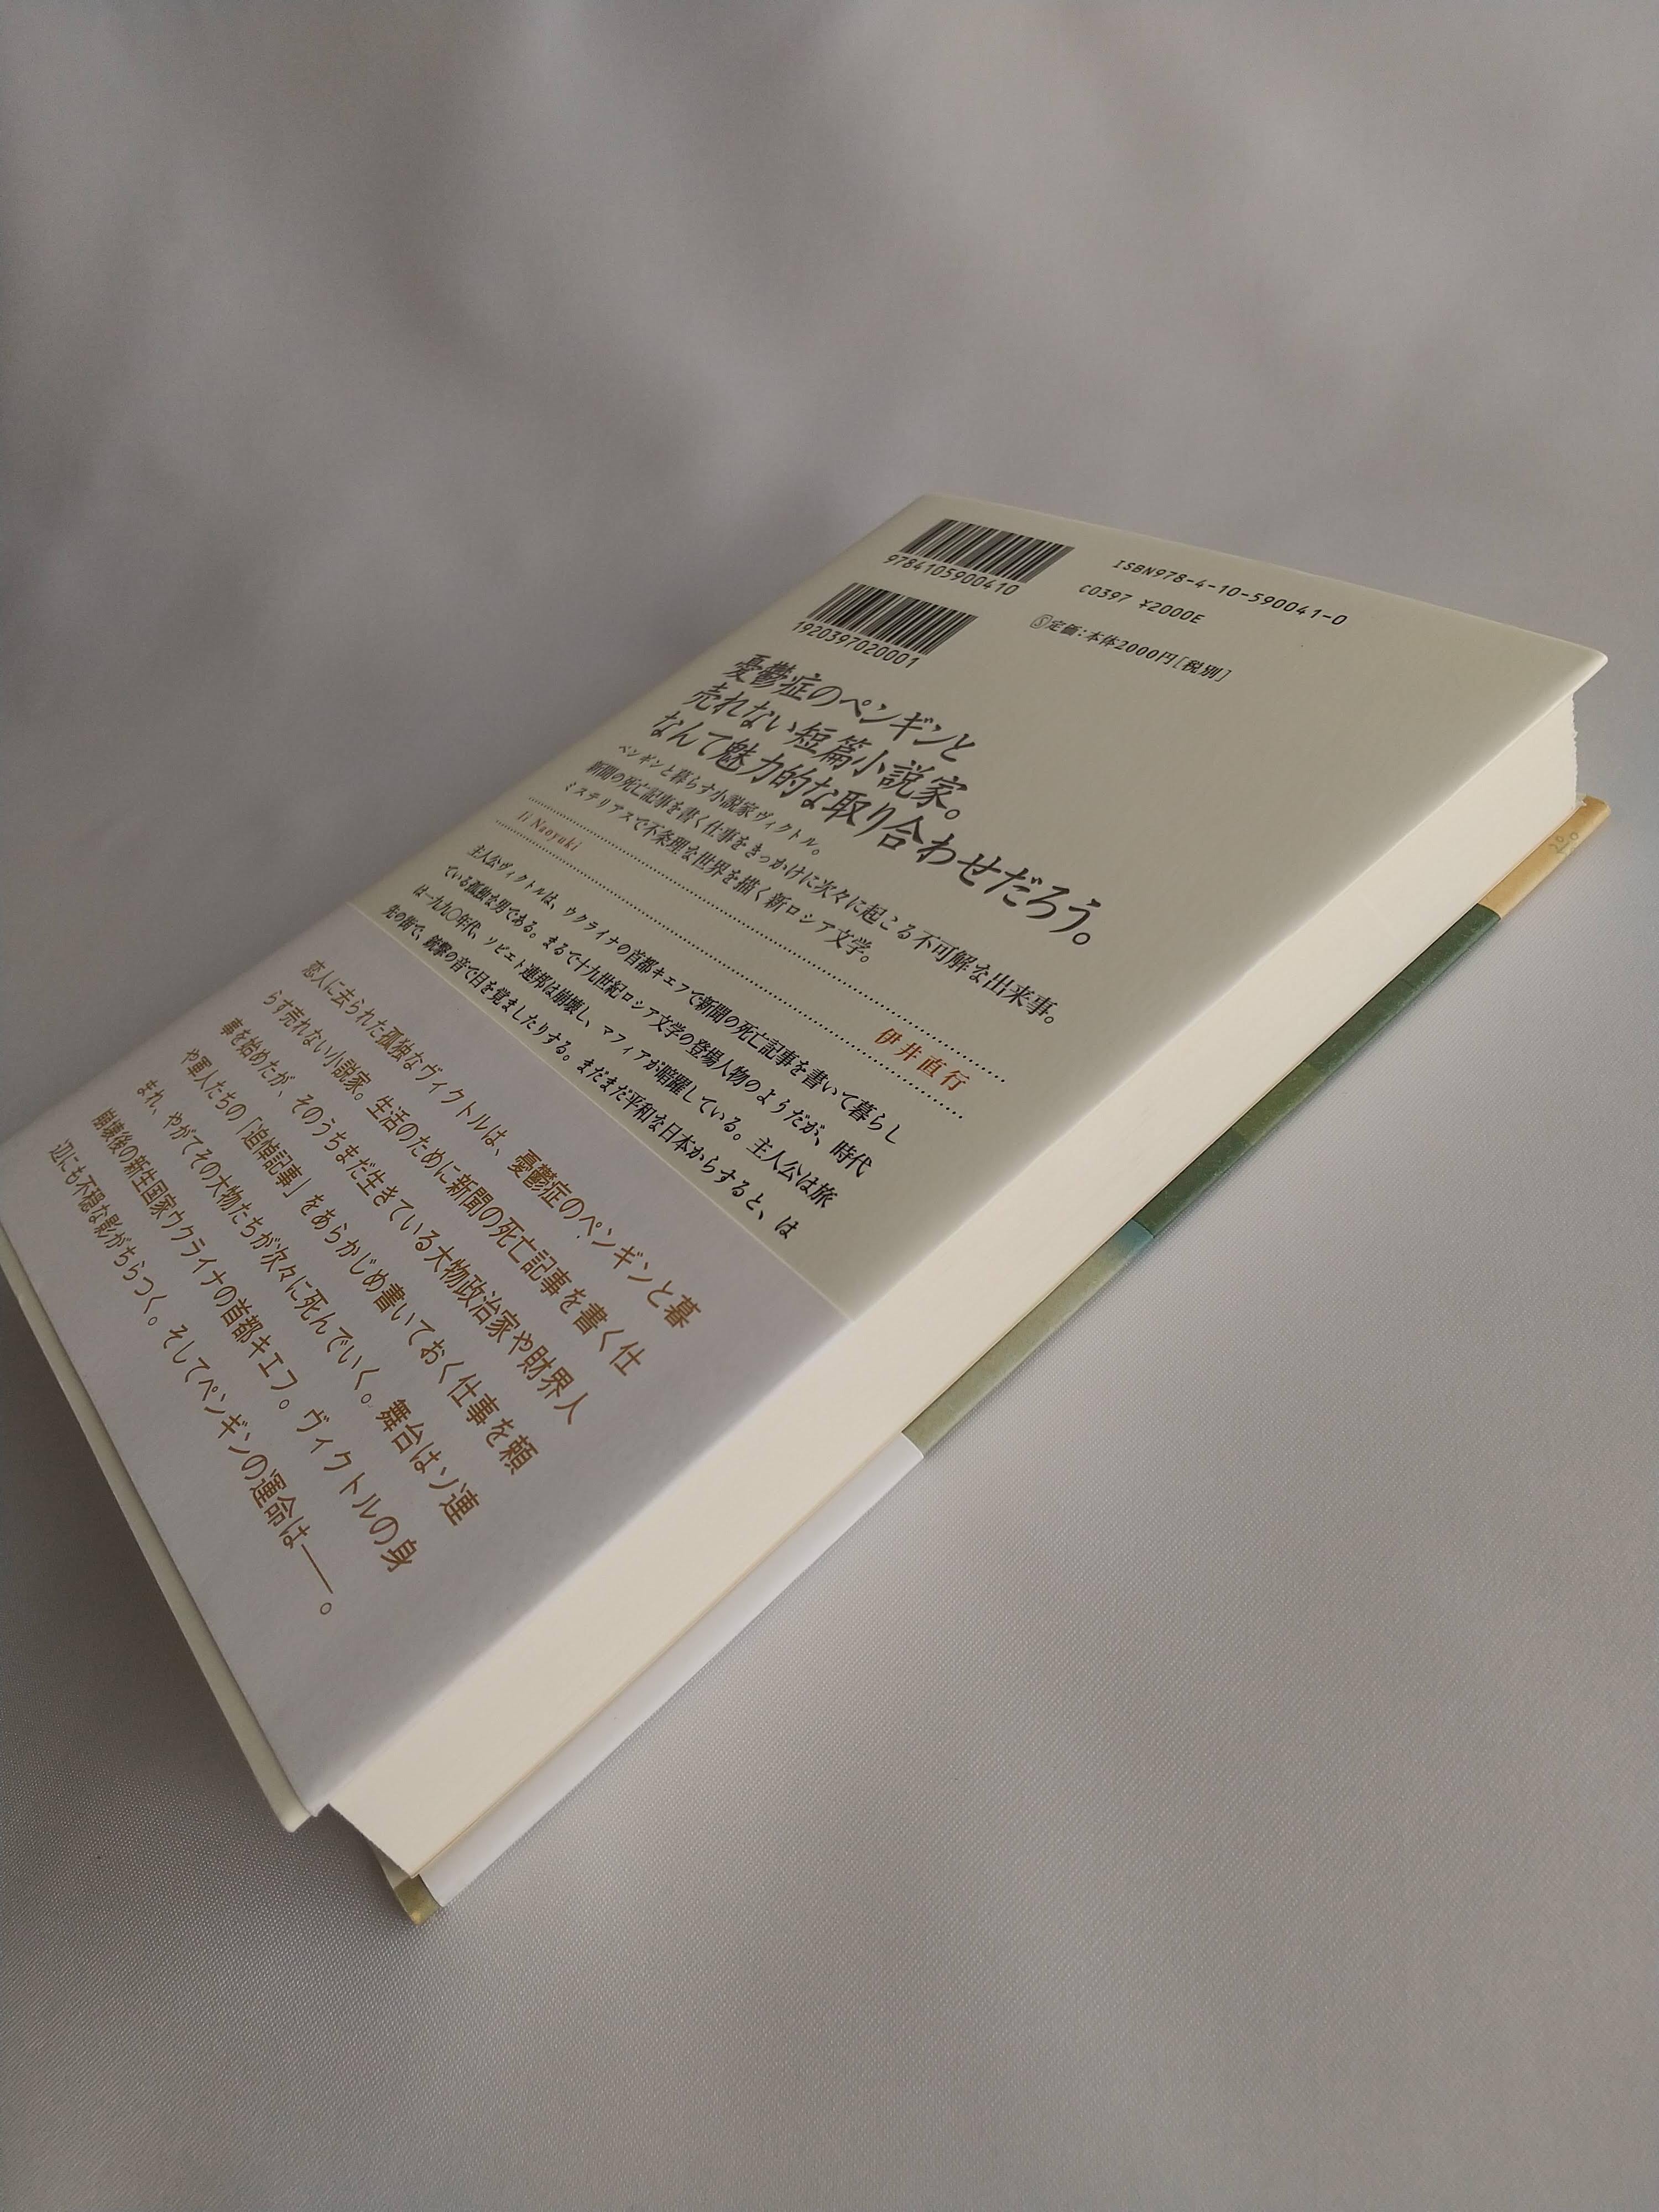 ISBN978-4-10-590041-0
C0397 ¥2000E
Ⓢ定価：本体2000円[税別]
9784105900410
1920397020001
憂鬱症のペンギンと
売れない短篇小説家。
なんて魅力的な取り合わせだろう。
ペンギンと暮らす小説家ヴィクトル。
新聞の死亡記事を書く仕事をきっかけに次々に起こる不可解な出来事。
ミステリアスで不条理な世界を描く新ロシア文学。
Ii Naoyuki
伊井直行
主人公ヴィクトルは、ウクライナの首都キエフで新聞の死亡記事を書いて暮らし
ている孤独な男である。まるで十九世紀ロシア文学の登場人物のようだが、時代
は一九九〇年代、ソビエト連邦は崩壊し、マフィアが暗躍している。主人公は旅
先の街で、銃撃の音で目を覚ましたりする。まだまだ平和な日本からすると、は
恋人に去られた孤独なヴィクトルは、憂鬱症のペンギンと暮
らす売れない小説家。生活のために新聞の死亡記事を書く仕
事を始めたが、そのうちまだ生きている大物政治家や財界人
や軍人たちの「追悼記事」をあらかじめ書いておく仕事を頼
まれ、やがてその大物たちが次々に死んでいく。舞台はソ連
崩壊後の新生国家ウクライナの首都キエフ。ヴィクトルの身
辺にも不穏な影がちらつく。そしてペンギンの運命は――。